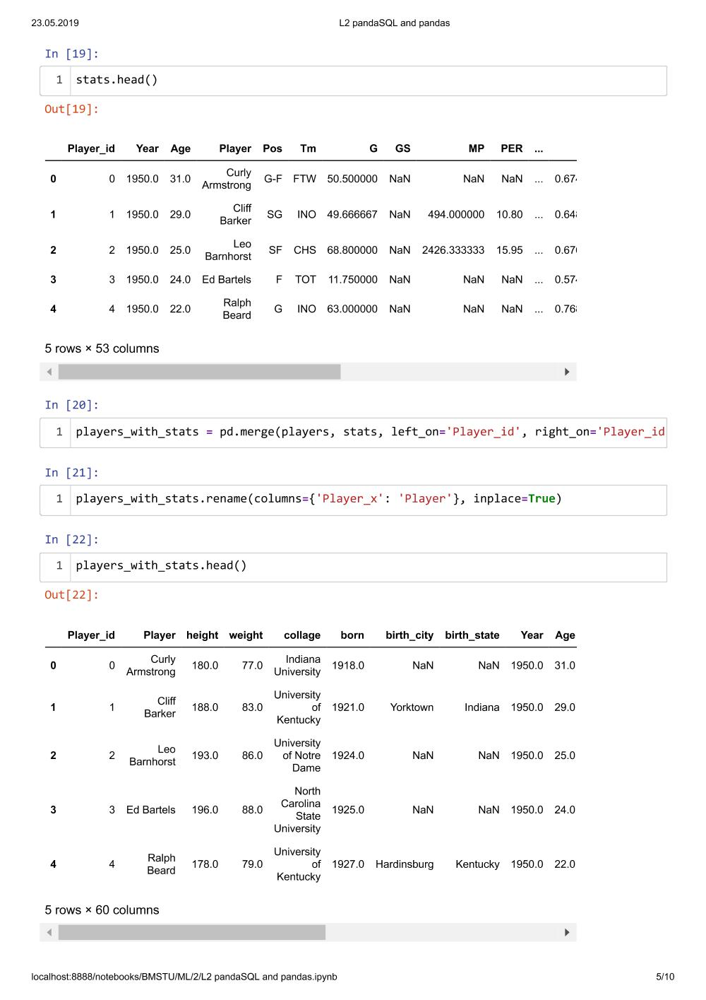 23.05.2019 L2 pandaSQL and pandas
In [19]:
1 stats.head()
Out[19]:
Player_id Year Age Player Pos Tm G GS MP PER ...
0 0 1950.0 31.0 Curly Armstrong G-F FTW 50.500000 NaN NaN NaN ... 0.674
1 1 1950.0 29.0 Cliff Barker SG INO 49.666667 NaN 494.000000 10.80 ... 0.648
2 2 1950.0 25.0 Leo Barnhorst SF CHS 68.800000 NaN 2426.333333 15.95 ... 0.67
3 3 1950.0 24.0 Ed Bartels F TOT 11.750000 NaN NaN NaN ... 0.574
4 4 1950.0 22.0 Ralph Beard G INO 63.000000 NaN NaN NaN ... 0.768
5 rows × 53 columns
In [20]:
1 players_with_stats = pd.merge(players, stats, left_on='Player_id', right_on='Player_id
In [21]:
1 players_with_stats.rename(columns={'Player_x': 'Player'}, inplace=True)
In [22]:
1 players_with_stats.head()
Out[22]:
Player_id Player height weight collage born birth_city birth_state Year Age
0 0 Curly Armstrong 180.0 77.0 Indiana University 1918.0 NaN NaN 1950.0 31.0
1 1 Cliff Barker 188.0 83.0 University of Kentucky 1921.0 Yorktown Indiana 1950.0 29.0
2 2 Leo Barnhorst 193.0 86.0 University of Notre Dame 1924.0 NaN NaN 1950.0 25.0
3 3 Ed Bartels 196.0 88.0 North Carolina State University 1925.0 NaN NaN 1950.0 24.0
4 4 Ralph Beard 178.0 79.0 University of Kentucky 1927.0 Hardinsburg Kentucky 1950.0 22.0
5 rows × 60 columns
localhost:8888/notebooks/BMSTU/ML/2/L2 pandaSQL and pandas.ipynb 5/10